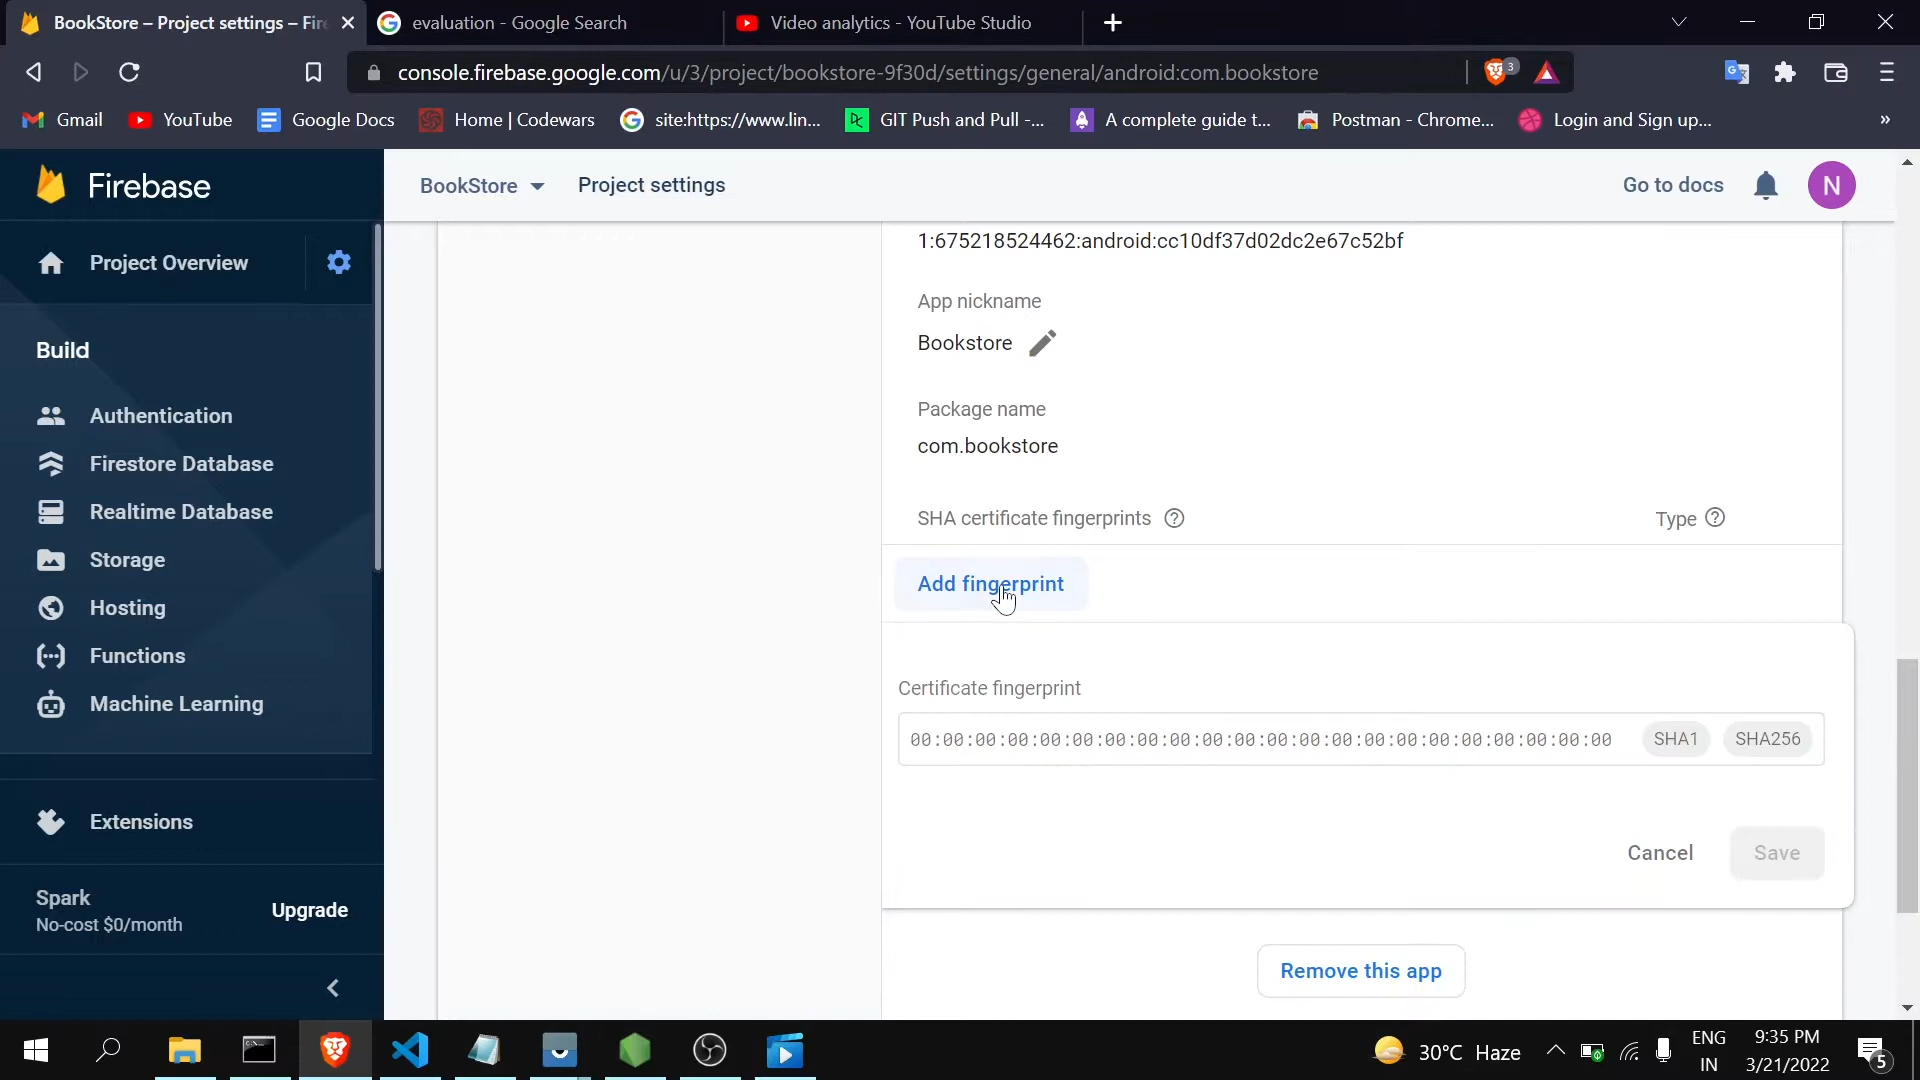 BookStore – Project settings – Fire
evaluation - Google Search
Video analytics - YouTube Studio
console.firebase.google.com/u/3/project/bookstore-9f30d/settings/general/android:com.bookstore
3
Gmail
YouTube
Google Docs
Home | Codewars
site:https://www.lin...
GIT Push and Pull -...
A complete guide t...
Postman - Chrome...
Login and Sign up...
»
Firebase
BookStore
Project settings
Go to docs
N
Project Overview
Build
Authentication
Firestore Database
Realtime Database
Storage
Hosting
Functions
Machine Learning
Extensions
Spark
No-cost $0/month
Upgrade
1:675218524462:android:cc10df37d02dc2e67c52bf
App nickname
Bookstore
Package name
com.bookstore
SHA certificate fingerprints
Type
Add fingerprint
Certificate fingerprint
00:00:00:00:00:00:00:00:00:00:00:00:00:00:00:00:00:00:00:00:00:00
SHA1
SHA256
Cancel
Save
Remove this app
30°C Haze
ENG
IN
9:35 PM
3/21/2022
5